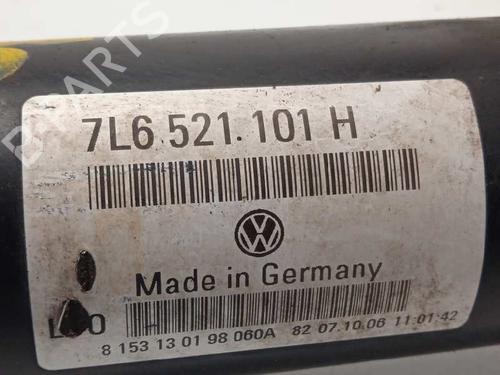 7L6 521 101 H
Made in Germany
8 153 13 01 98 060A 82 07.10.06 11:01:42